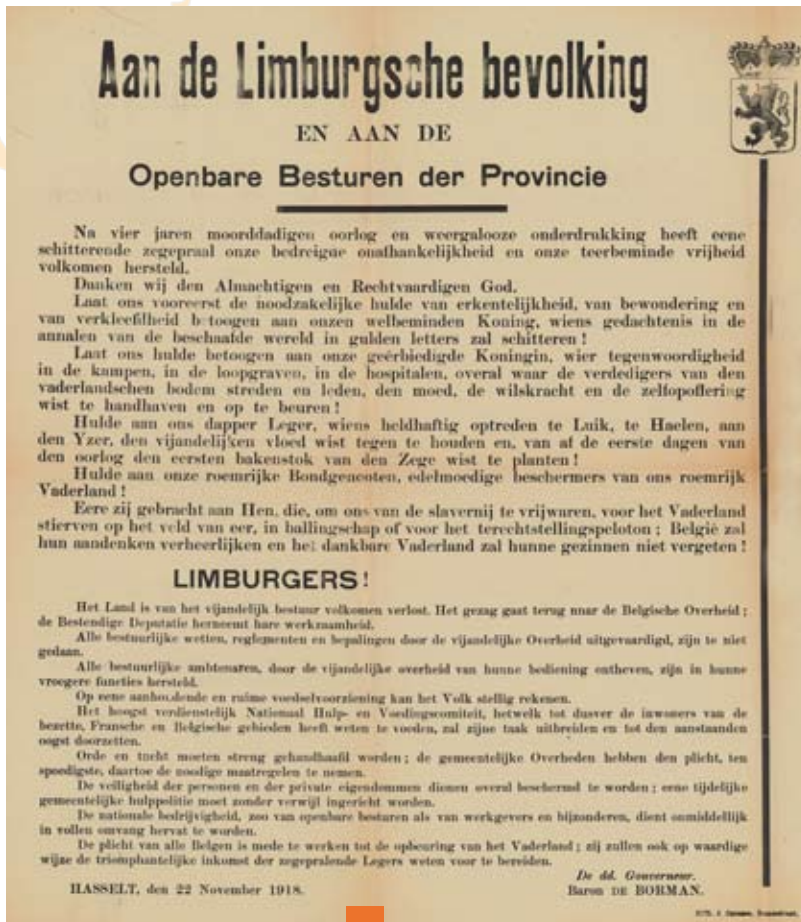 Aan de Limburgsche bevolking
EN AAN DE
Openbare Besturen der Provincie
Na vier jaren moorddadigen oorlog en weergalooze onderdrukking heeft eene
schitterende zegepraal onze bedreigde onafhankelijkheid en onze teerbeminde vrijheid
volkomen hersteld.
Danken wij den Almachtigen en Rechtvaardigen God.
Laat ons vooreerst de noodzakelijke hulde van erkentelijkheid, van bewondering en
van verkleefdheid betoogen aan onzen welbeminden Koning, wiens gedachtenis in de
annalen van de beschaafde wereld in gulden letters zal schitteren !
Laat ons hulde betoogen aan onze geërbiedigde Koningin, wier tegenwoordigheid
in de kampen, in de loopgraven, in de hospitalen, overal waar de verdedigers van den
vaderlandschen bodem streden en leden, den moed, de wilskracht en de zelfopoffering
wist te handhaven en op te beuren !
Hulde aan ons dapper Leger, wiens heldhaftig optreden te Luik, te Haelen, aan
den Yzer, den vijandelijken vloed wist tegen te houden en, van af de eerste dagen van
den oorlog den eersten bakenstok van den Zege wist te planten !
Hulde aan onze roemrijke Bondgenooten, edelmoedige beschermers van ons roemrijk
Vaderland !
Eere zij gebracht aan Hen, die, om ons van de slavernij te vrijwaren, voor het Vaderland
stierven op het veld van eer, in ballingschap of voor het terechtstellingspeloton ; België zal
hun aandenken verheerlijken en het dankbare Vaderland zal hunne gezinnen niet vergeten !
LIMBURGERS !
Het Land is van het vijandelijk bestuur volkomen verlost. Het gezag gaat terug naar de Belgische Overheid ;
de Bestendige Deputatie herneemt hare werkzaamheid.
Alle bestuurlijke wetten, reglementen en bepalingen door de vijandelijke Overheid uitgevaardigd, zijn te niet
gedaan.
Alle bestuurlijke ambtenaren, door de vijandelijke overheid van hunne bediening ontheven, zijn in hunne
vroegere functies hersteld.
Op eene aanhoudende en ruime voedselvoorziening kan het Volk stellig rekenen.
Het hoogst verdienstelijk Nationaal Hulp- en Voedingscomiteit, hetwelk tot dusver de inwoners van de
bezette, Fransche en Belgische gebieden heeft weten te voeden, zal zijne taak uitbreiden en tot den aanstaanden
oogst doorzetten.
Orde en tucht moeten streng gehandhaafd worden ; de gemeentelijke Overheden hebben den plicht, ten
spoedigste, daartoe de noodige maatregelen te nemen.
De veiligheid der personen en der private eigendommen dienen overal beschermd te worden ; eene tijdelijke
gemeentelijke hulppolitie moet zonder verwijl ingericht worden.
De nationale bedrijvigheid, zoo van openbare besturen als van werkgevers en bijzonderen, dient onmiddellijk
in vollen omvang hervat te worden.
De plicht van alle Belgen is mede te werken tot de opbeuring van het Vaderland ; zij zullen ook op waardige
wijze de triomphantelijke inkomst der zegepralende Legers weten voor te bereiden.
De dd. Gouverneur.
HASSELT, den 22 November 1918.
Baron DE BORMAN.